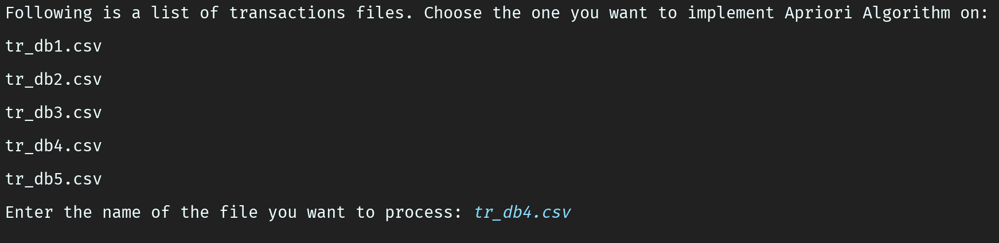 Following is a list of transactions files. Choose the one you want to implement Apriori Algorithm on:
tr_db1.csv
tr_db2.csv
tr_db3.csv
tr_db4.csv
tr_db5.csv
Enter the name of the file you want to process: tr_db4.csv